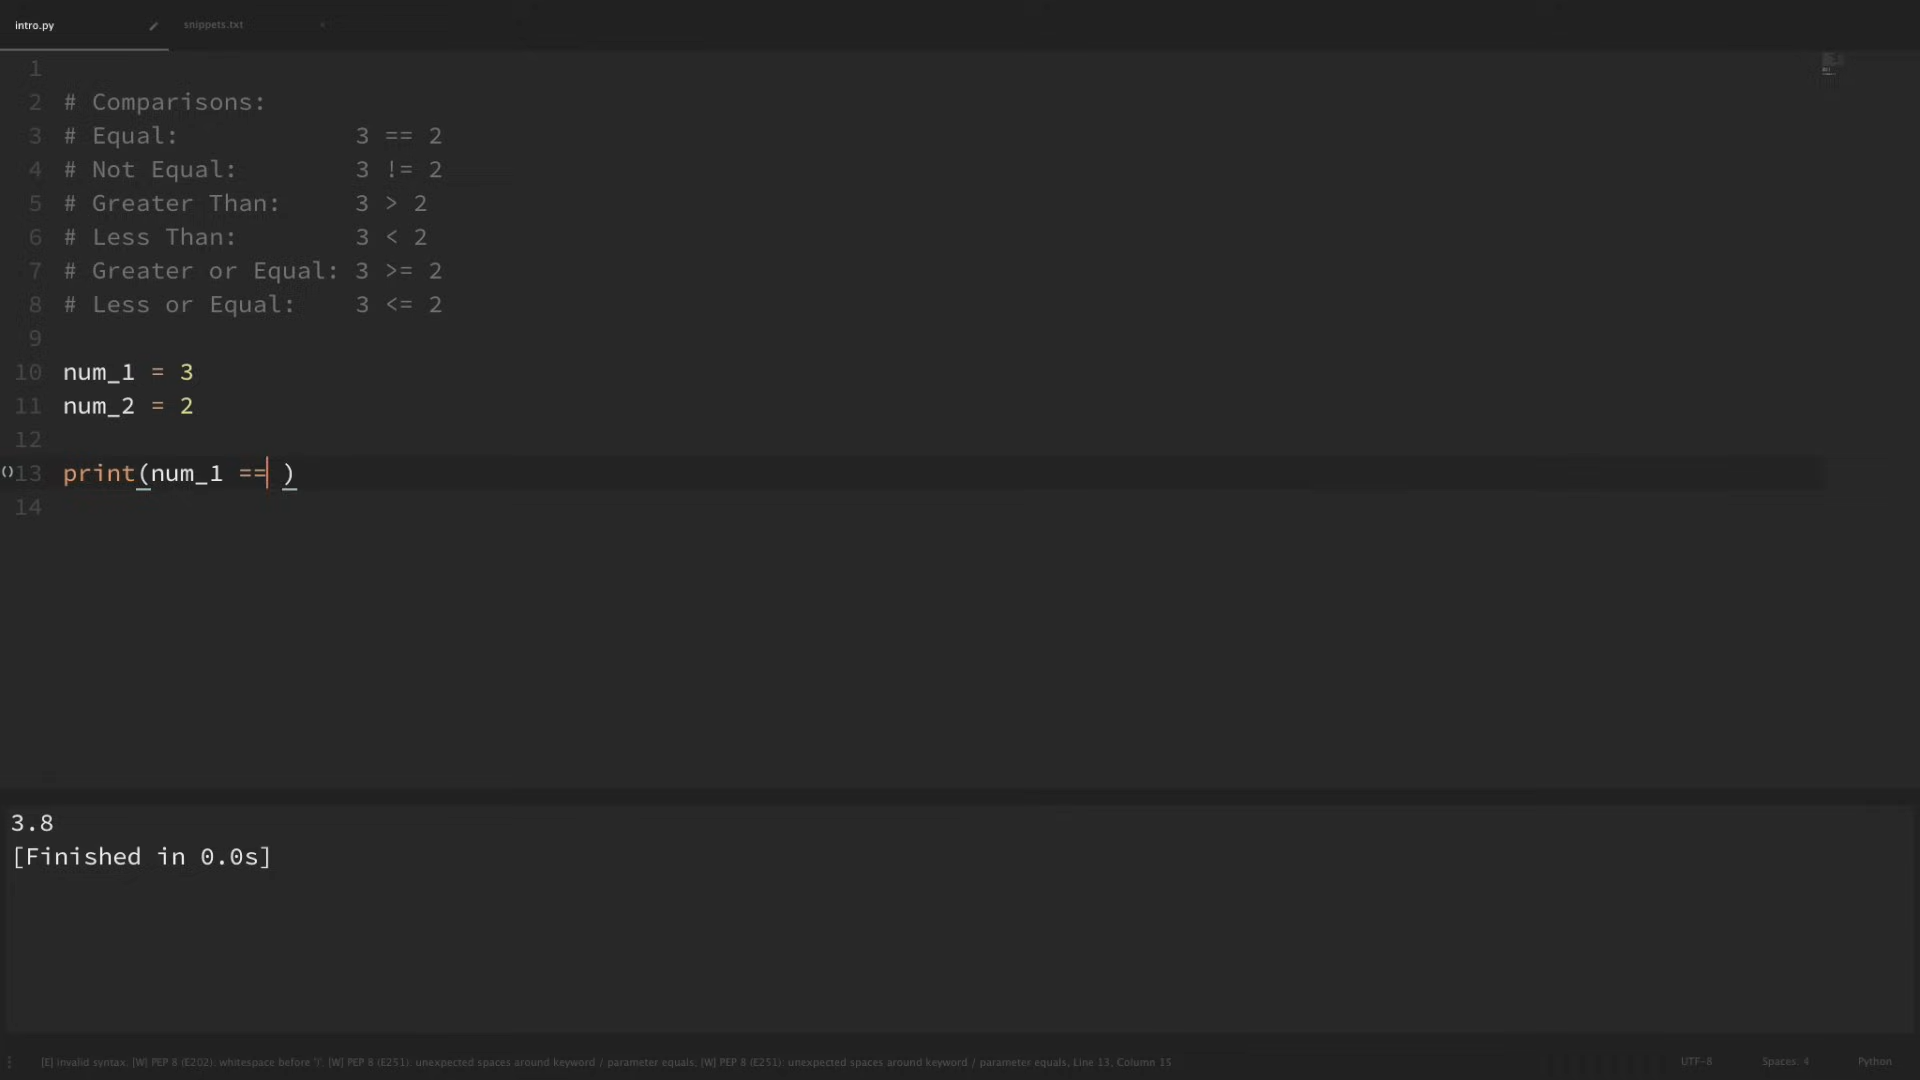 intro.py
snippets.txt
1
2 # Comparisons:
3 # Equal:            3 == 2
4 # Not Equal:        3 != 2
5 # Greater Than:     3 > 2
6 # Less Than:        3 < 2
7 # Greater or Equal: 3 >= 2
8 # Less or Equal:    3 <= 2
9
10 num_1 = 3
11 num_2 = 2
12
()13 print(num_1 == )
14
3.8
[Finished in 0.0s]
[E] invalid syntax, [W] PEP 8 (E202): whitespace before ')', [W] PEP 8 (E251): unexpected spaces around keyword / parameter equals, [W] PEP 8 (E251): unexpected spaces around keyword / parameter equals, Line 13, Column 15
UTF-8
Spaces: 4
Python